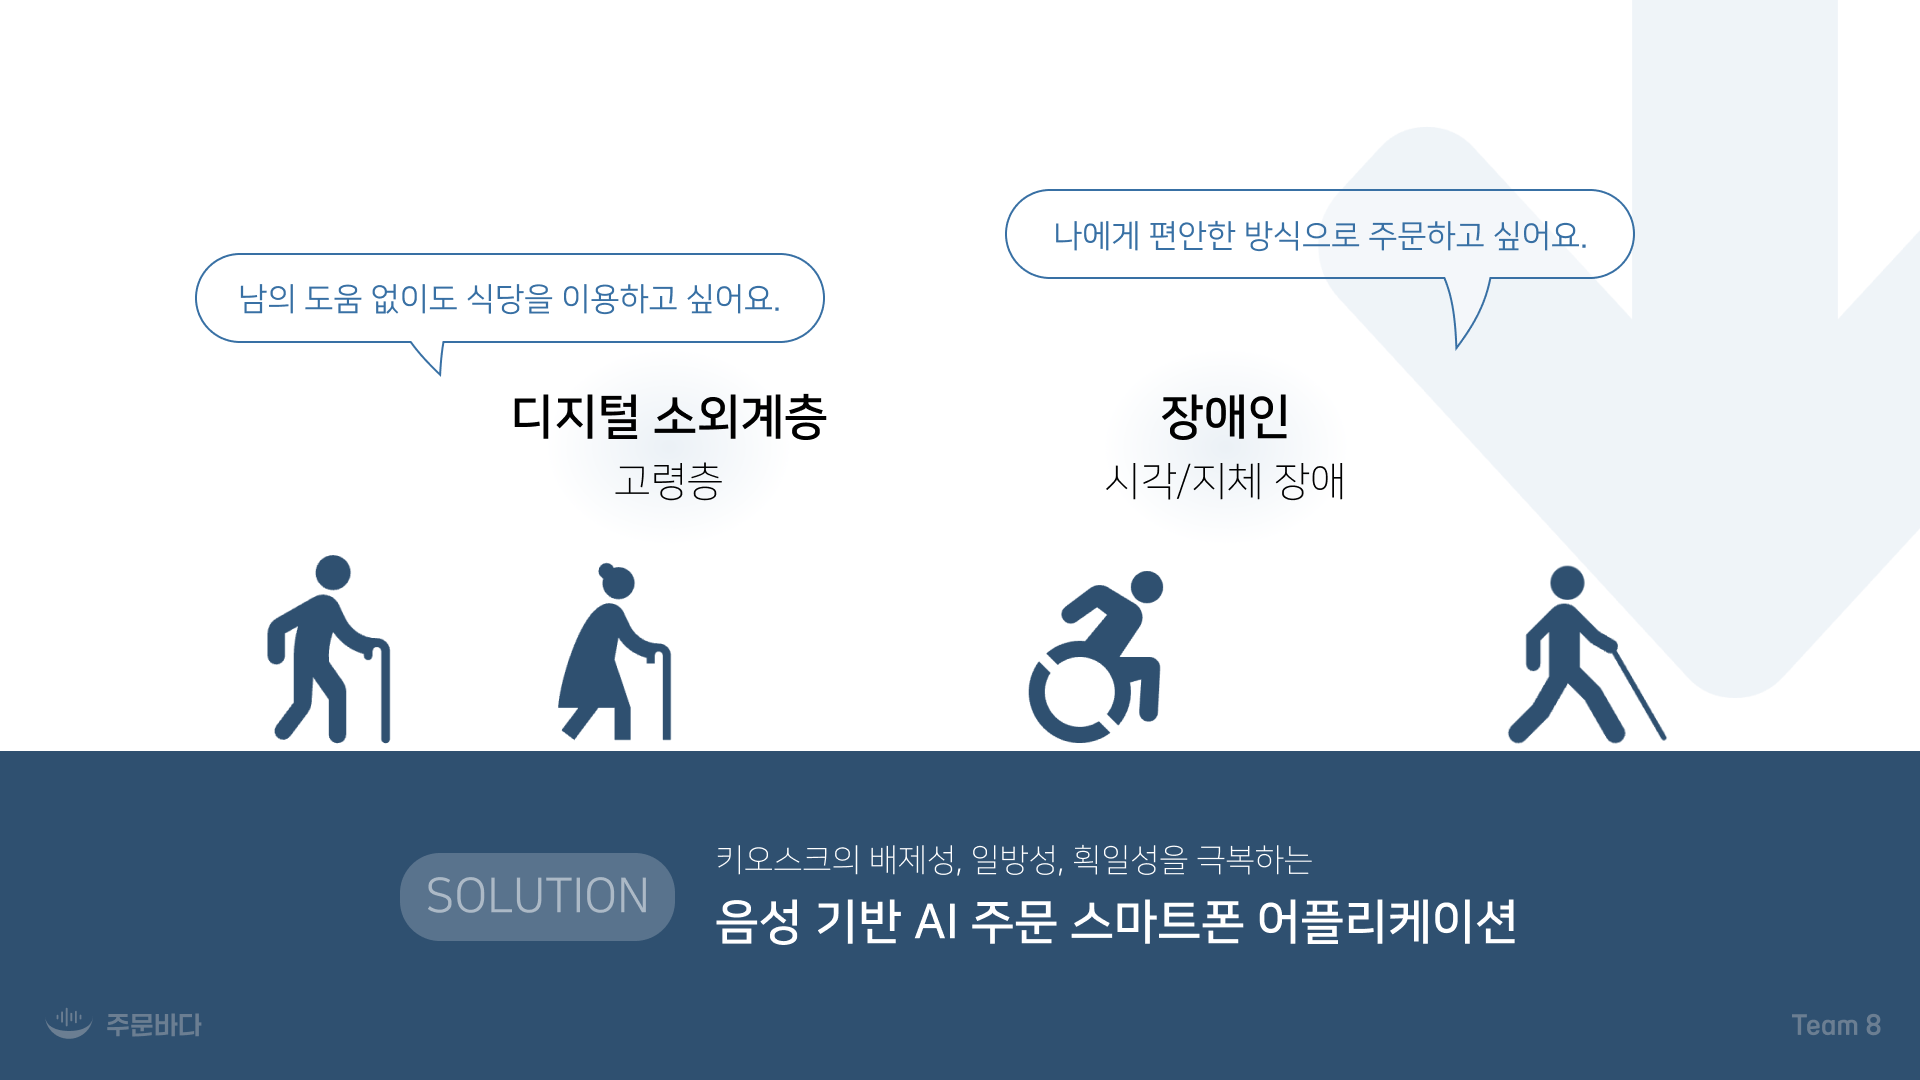 남의 도움 없이도 식당을 이용하고 싶어요.
나에게 편안한 방식으로 주문하고 싶어요.
디지털 소외계층
고령층
장애인
시각/지체 장애
SOLUTION
키오스크의 배제성, 일방성, 획일성을 극복하는
음성 기반 AI 주문 스마트폰 어플리케이션
주문바다
Team 8